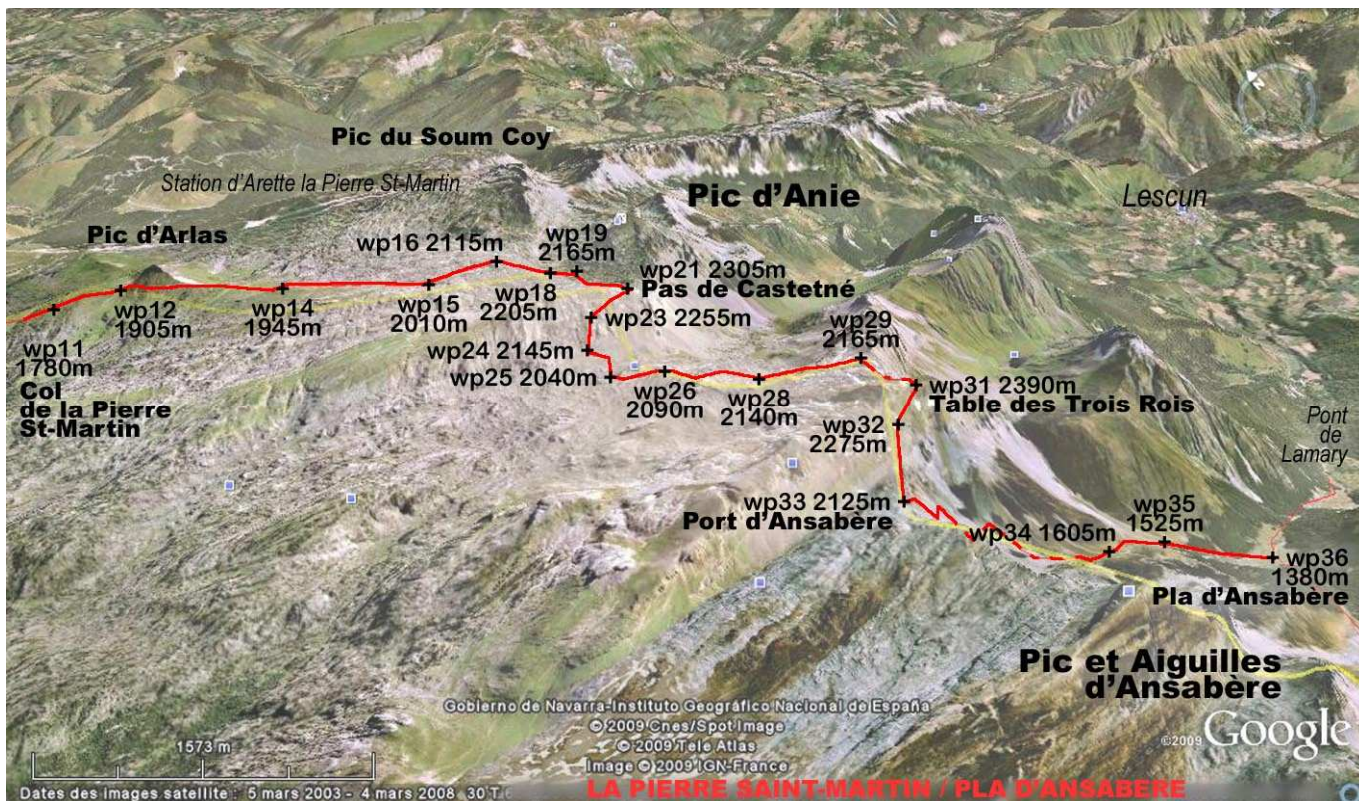 Pic du Soum Coy
Station d'Arette la Pierre St-Martin
Pic d'Anie
Lescun
Pic d'Arlas
wp16 2115m
wp19
2165m
wp21 2305m
Pas de Castetné
wp18
2205m
wp15
2010m
wp14
1945m
wp12
1905m
wp11
1780m
Col
de la Pierre
St-Martin
wp23 2255m
wp24 2145m
wp25 2040m
wp26
2090m
wp28
2140m
wp29
2165m
wp31 2390m
Table des Trois Rois
wp32
2275m
wp33 2125m
Port d'Ansabère
wp34 1605m
wp35
1525m
Pont
de
Lamary
wp36
1380m
Pla d'Ansabère
Pic et Aiguilles
d'Ansabère
Gobierno de Navarra-Instituto Geográfico Nacional de España
© 2009 Cnes/Spot Image
© 2009 Tele Atlas
Image © 2009 IGN-France
©2009 Google
1573 m
Dates des images satellite : 5 mars 2003 - 4 mars 2008 30 T
LA PIERRE SAINT-MARTIN / PLA D'ANSABERE